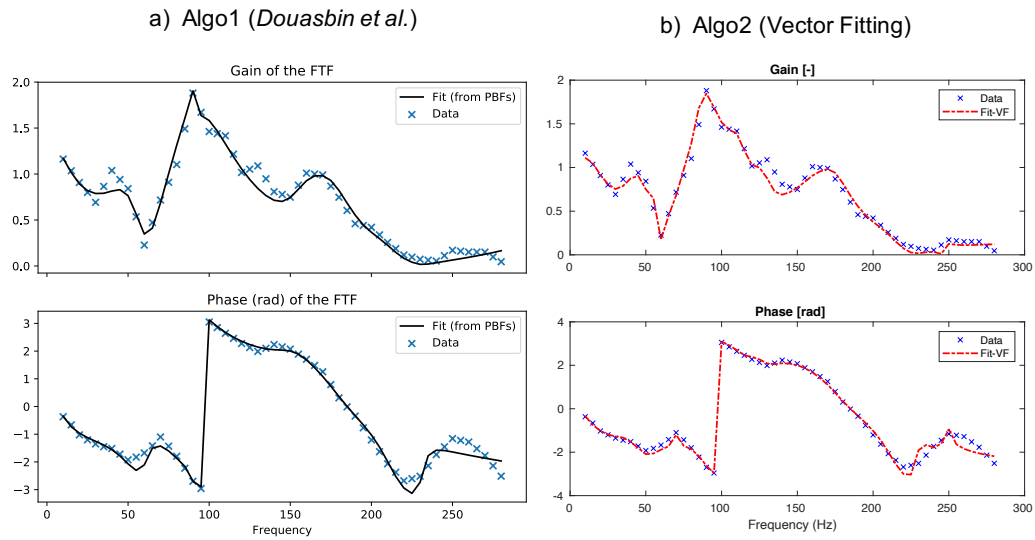 a) Algo1 (Douasbin et al.)
Gain of the FTF
2.0
1.5
1.0
0.5
0.0
Fit (from PBFs)
Data
Phase (rad) of the FTF
3
2
1
0
−1
−2
−3
Fit (from PBFs)
Data
0 50 100 150 200 250
Frequency
b) Algo2 (Vector Fitting)
Gain [-]
2
1.5
1
0.5
0
Data
Fit-VF
0 50 100 150 200 250 300
Phase [rad]
4
2
0
-2
-4
Data
Fit-VF
0 50 100 150 200 250 300
Frequency (Hz)